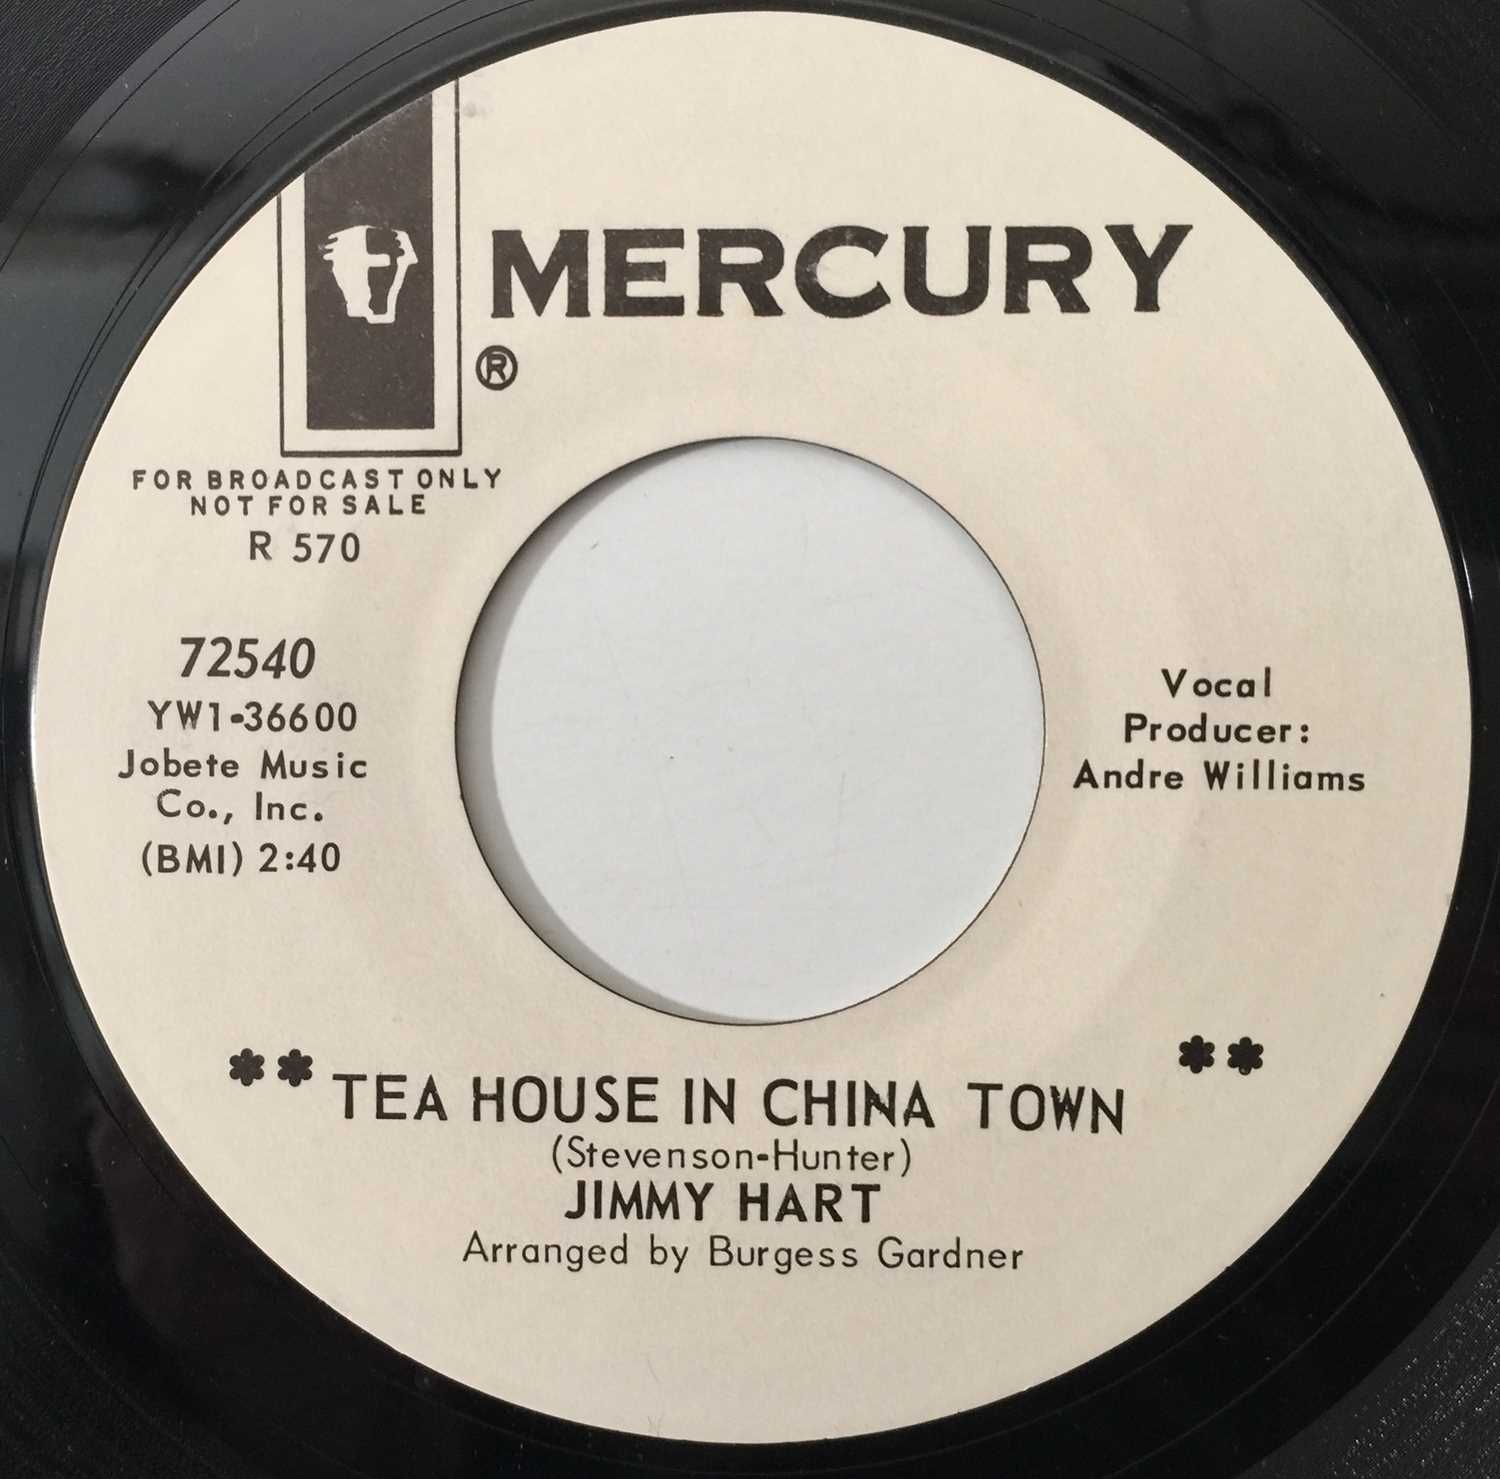 MERCURY
®
FOR BROADCAST ONLY
NOT FOR SALE
R 570
72540
YW1-36600
Jobete Music
Co., Inc.
(BMI) 2:40
Vocal
Producer:
Andre Williams
** TEA HOUSE IN CHINA TOWN **
(Stevenson-Hunter)
JIMMY HART
Arranged by Burgess Gardner